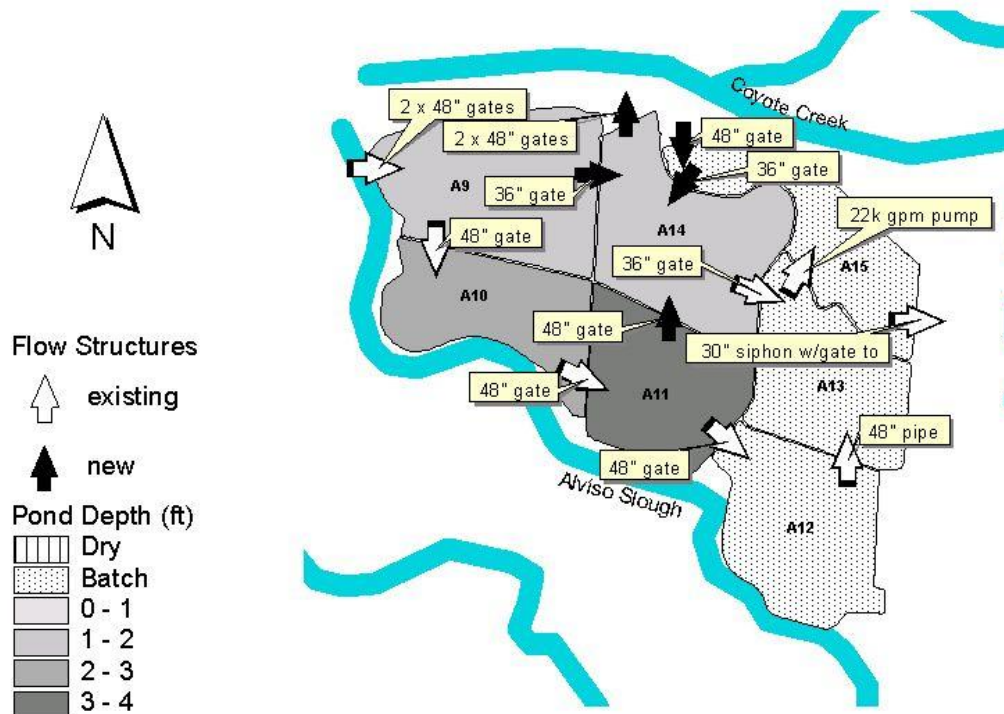 Coyote Creek
2 x 48" gates
2 x 48" gates
48" gate
36" gate
A9
36" gate
22k gpm pump
48" gate
A14
36" gate
A15
A10
48" gate
30" siphon w/gate to
48" gate
A11
A13
48" pipe
48" gate
Alviso Slough
A12
N
Flow Structures
existing
new
Pond Depth (ft)
Dry
Batch
0 - 1
1 - 2
2 - 3
3 - 4